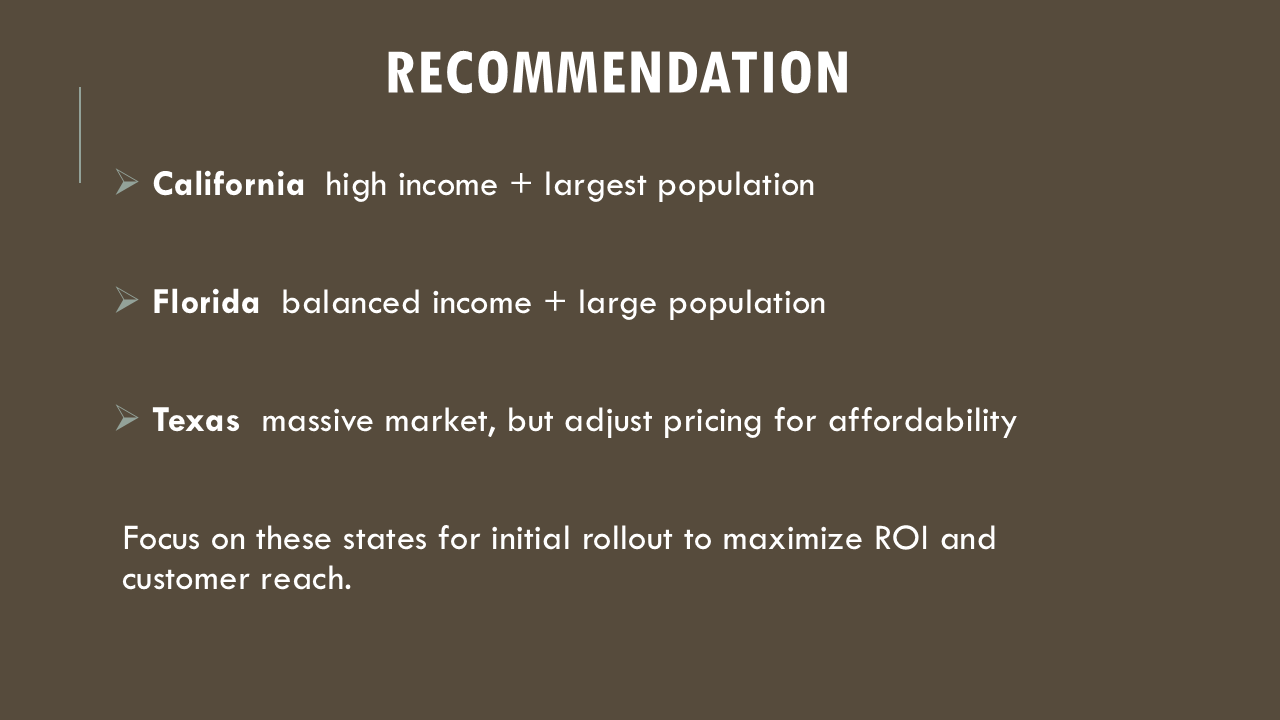 RECOMMENDATION
California high income + largest population
Florida balanced income + large population
Texas massive market, but adjust pricing for affordability
Focus on these states for initial rollout to maximize ROI and
customer reach.